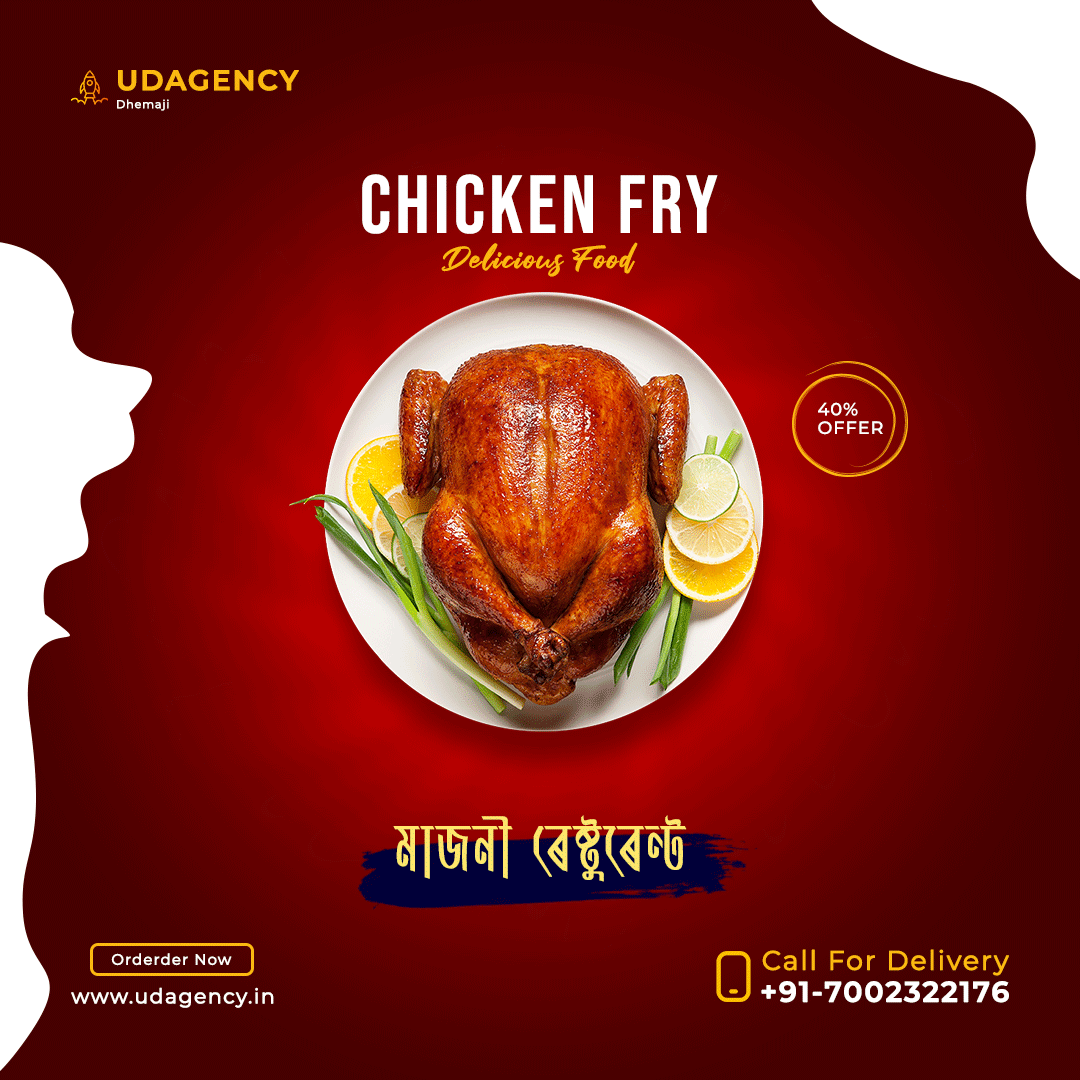 UDAGENCY
Dhemaji
CHICKEN FRY
Delicious Food
40%
OFFER
মাজনী ৰেষ্টুৰেন্ট
Orderder Now
www.udagency.in
Call For Delivery
+91-7002322176